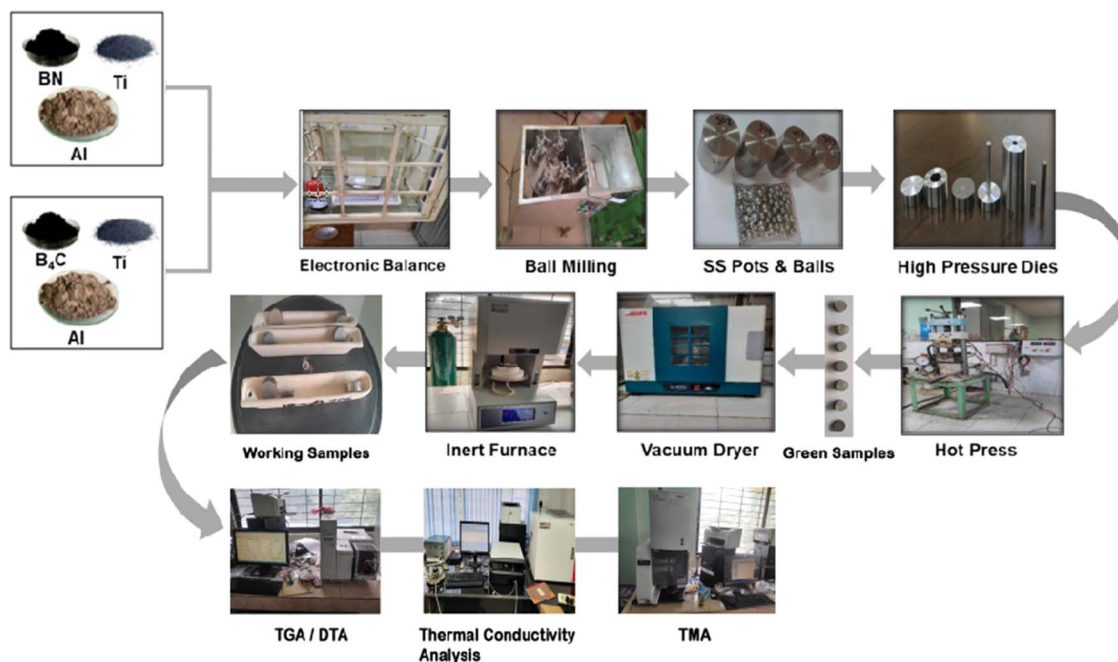 BN
Ti
Al
B₄C
Ti
Al
Electronic Balance
Ball Milling
SS Pots & Balls
High Pressure Dies
Working Samples
Inert Furnace
Vacuum Dryer
Green Samples
Hot Press
TGA / DTA
Thermal Conductivity
Analysis
TMA